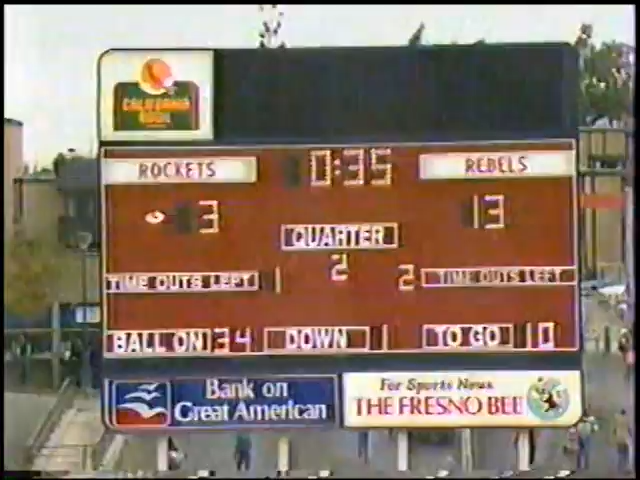 CALIFORNIA
BOWL
ROCKETS 0:35 REBELS
3 13
QUARTER
2
TIME OUTS LEFT 1 2 TIME OUTS LEFT
BALL ON 34 DOWN 1 TO GO 10
Bank on
Great American
For Sports News
THE FRESNO BEE